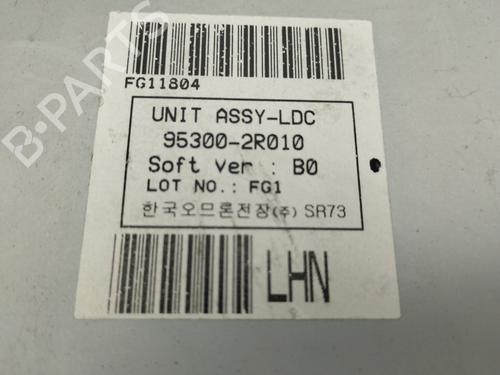 FG11804
UNIT ASSY-LDC
95300-2R010
Soft ver : B0
LOT NO.: FG1
한국오므론전장(주) SR73
LHN